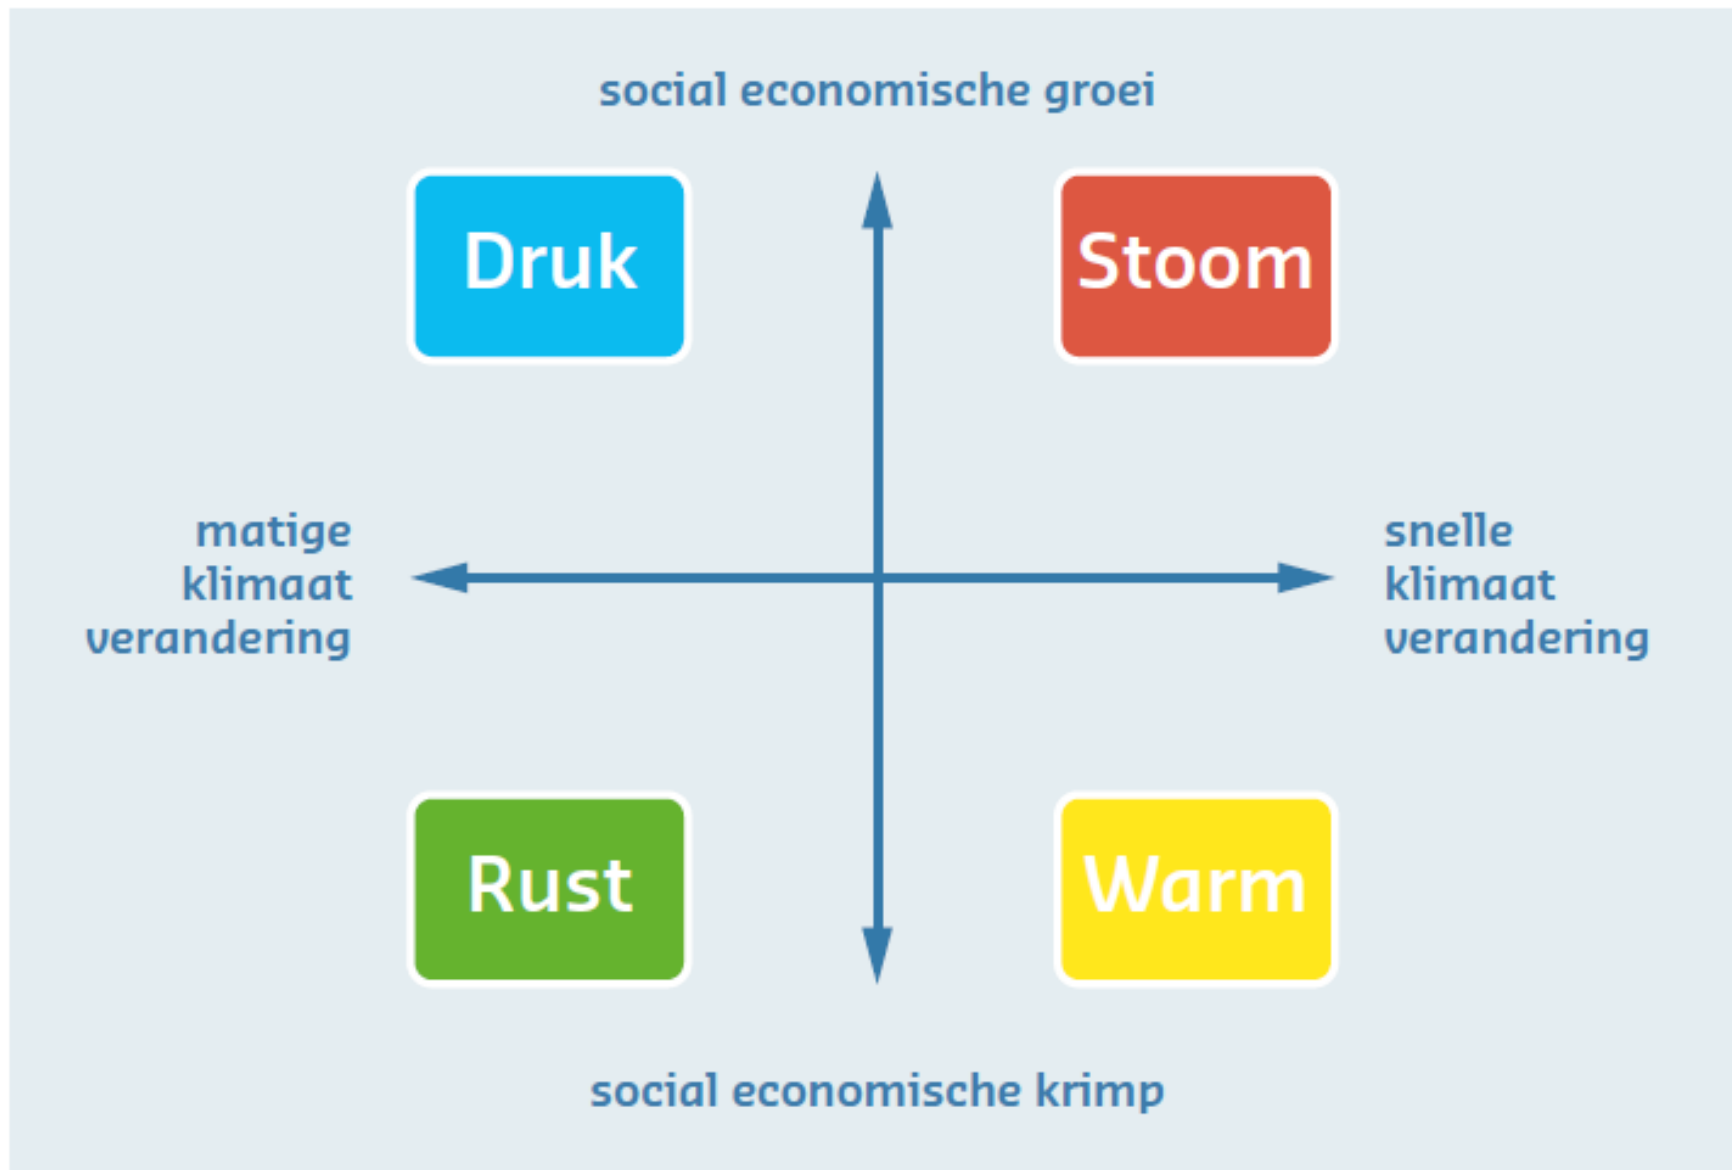 social economische groei
Druk
Stoom
matige
klimaat
verandering
snelle
klimaat
verandering
Rust
Warm
social economische krimp